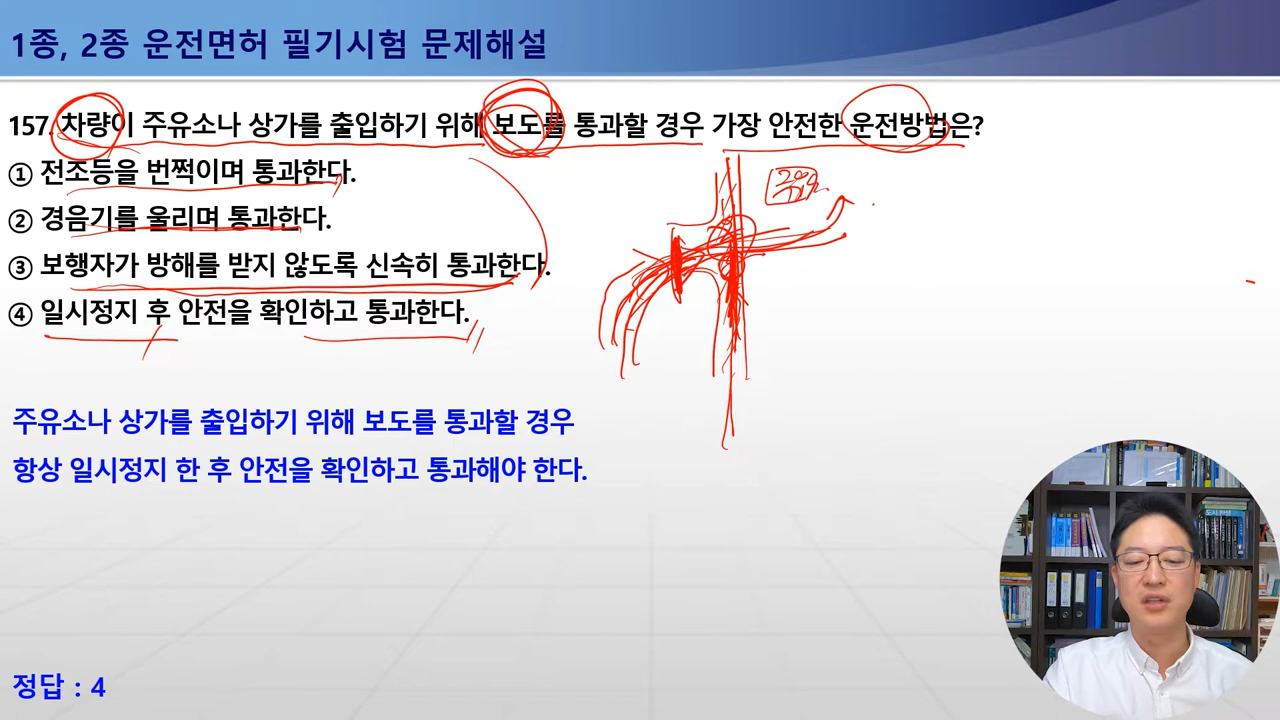 1종, 2종 운전면허 필기시험 문제해설
157. 차량이 주유소나 상가를 출입하기 위해 보도를 통과할 경우 가장 안전한 운전방법은?
① 전조등을 번쩍이며 통과한다.
② 경음기를 울리며 통과한다.
③ 보행자가 방해를 받지 않도록 신속히 통과한다.
④ 일시정지 후 안전을 확인하고 통과한다.
주유소나 상가를 출입하기 위해 보도를 통과할 경우
항상 일시정지 한 후 안전을 확인하고 통과해야 한다.
정답 : 4